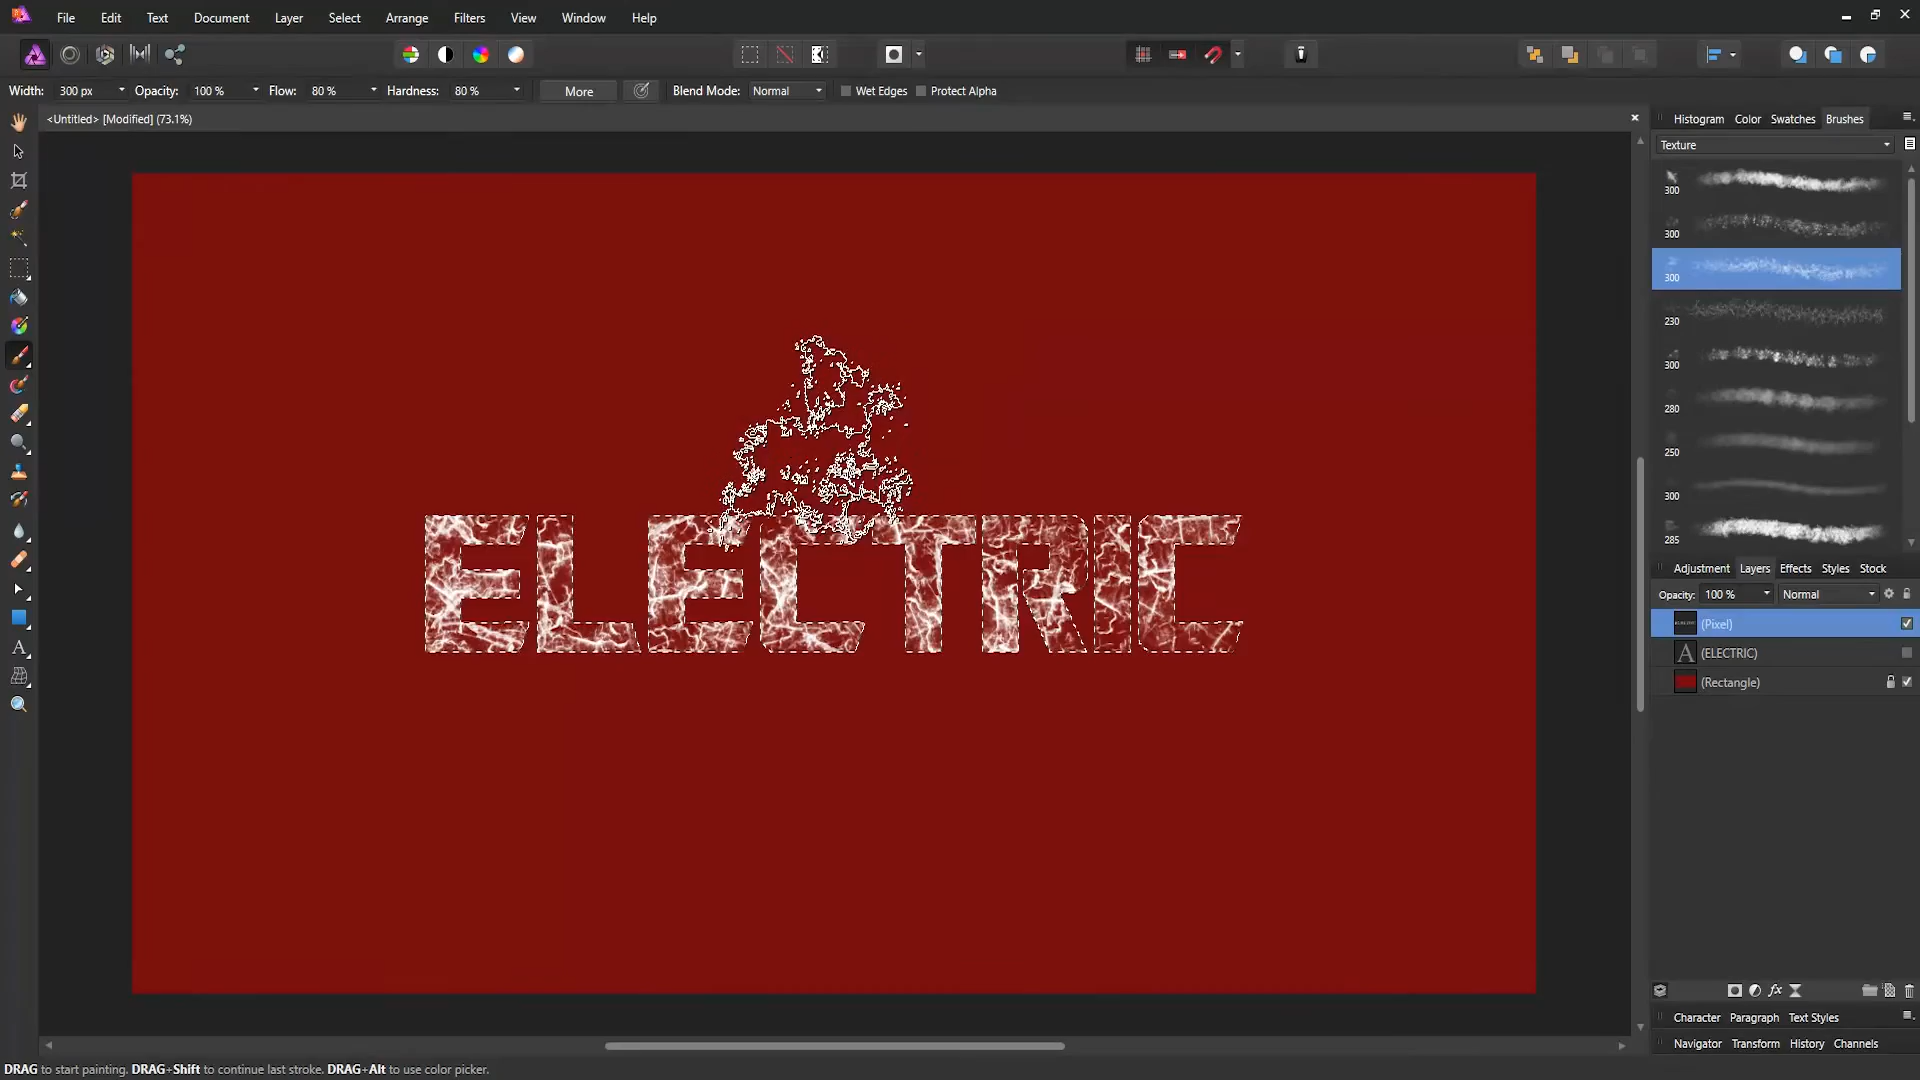 File Edit Text Document Layer Select Arrange Filters View Window Help
Width: 300 px Opacity: 100 % Flow: 80 % Hardness: 80 % More Blend Mode: Normal Wet Edges Protect Alpha
<Untitled> [Modified] (73.1%)
Histogram Color Swatches Brushes
Texture
300
300
300
230
300
280
250
300
285
ELECTRIC
Adjustment Layers Effects Styles Stock
Opacity: 100 % Normal
(Pixel)
A (ELECTRIC)
(Rectangle)
Character Paragraph Text Styles
Navigator Transform History Channels
DRAG to start painting. DRAG+Shift to continue last stroke. DRAG+Alt to use color picker.